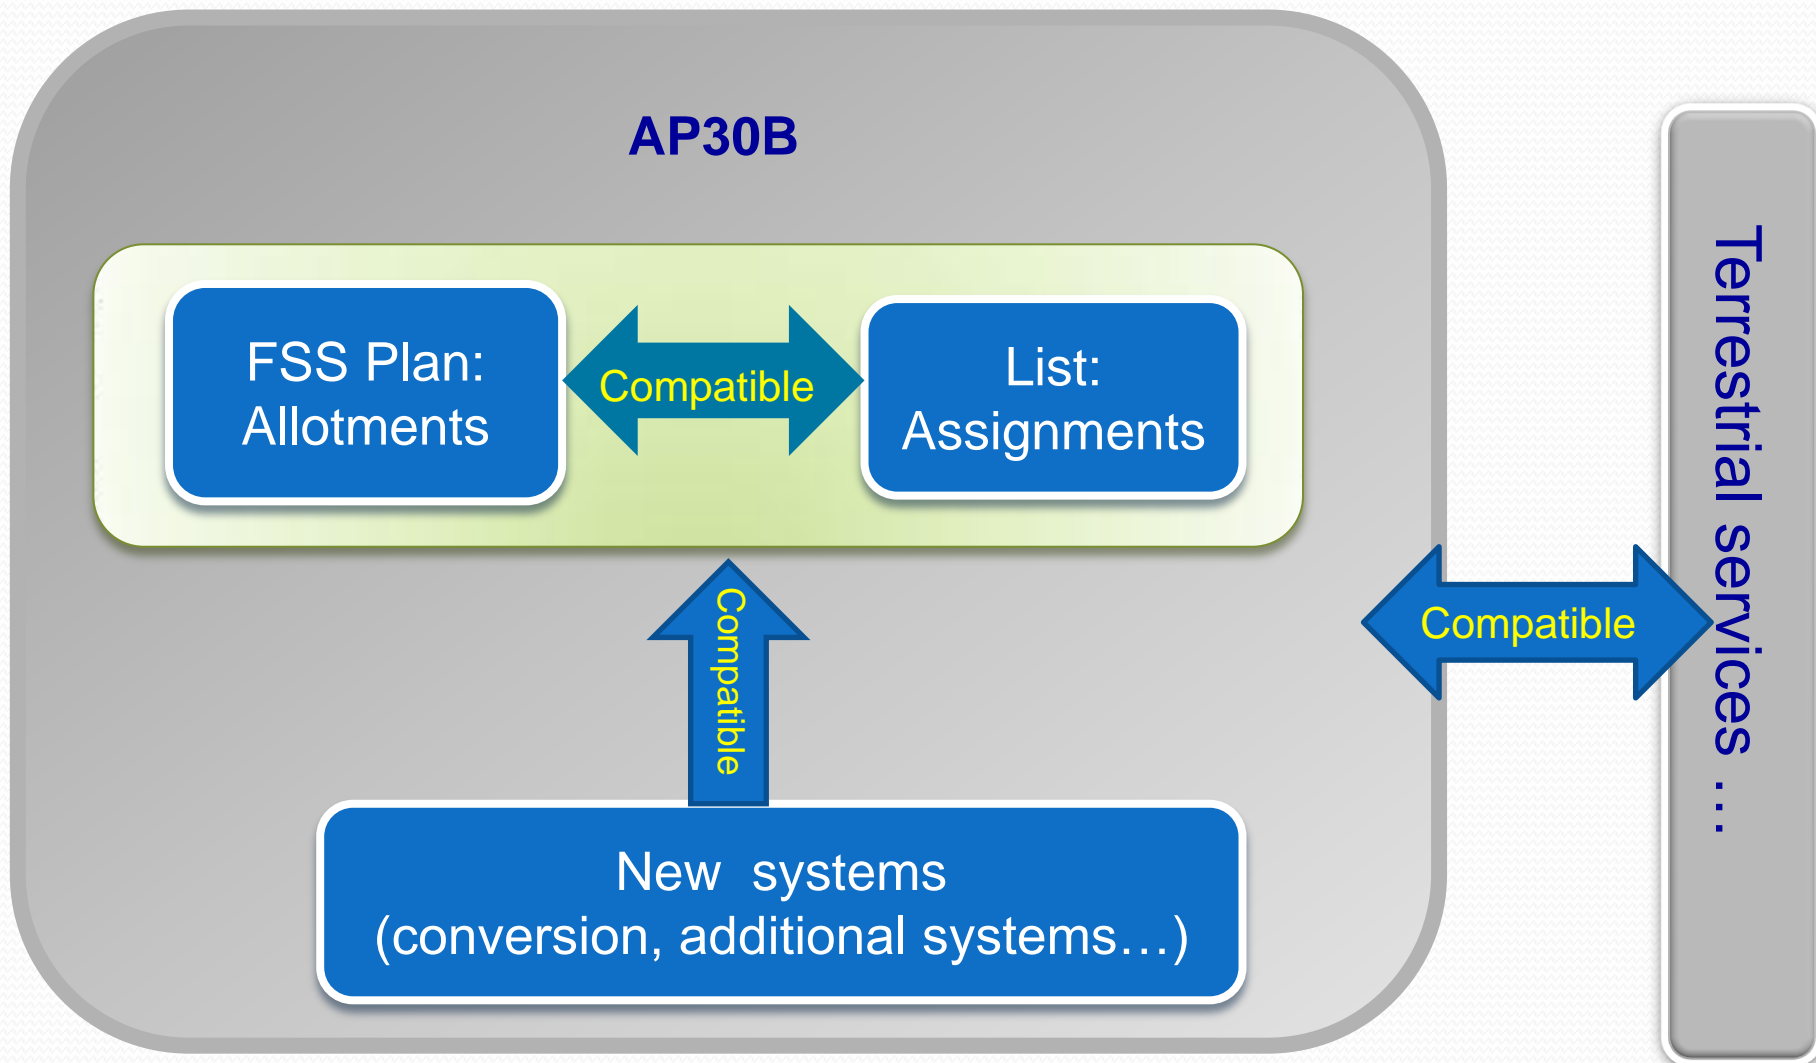 AP30B
FSS Plan:
Allotments
Compatible
List:
Assignments
Compatible
New  systems
(conversion, additional systems…)
Compatible
Terrestrial services …